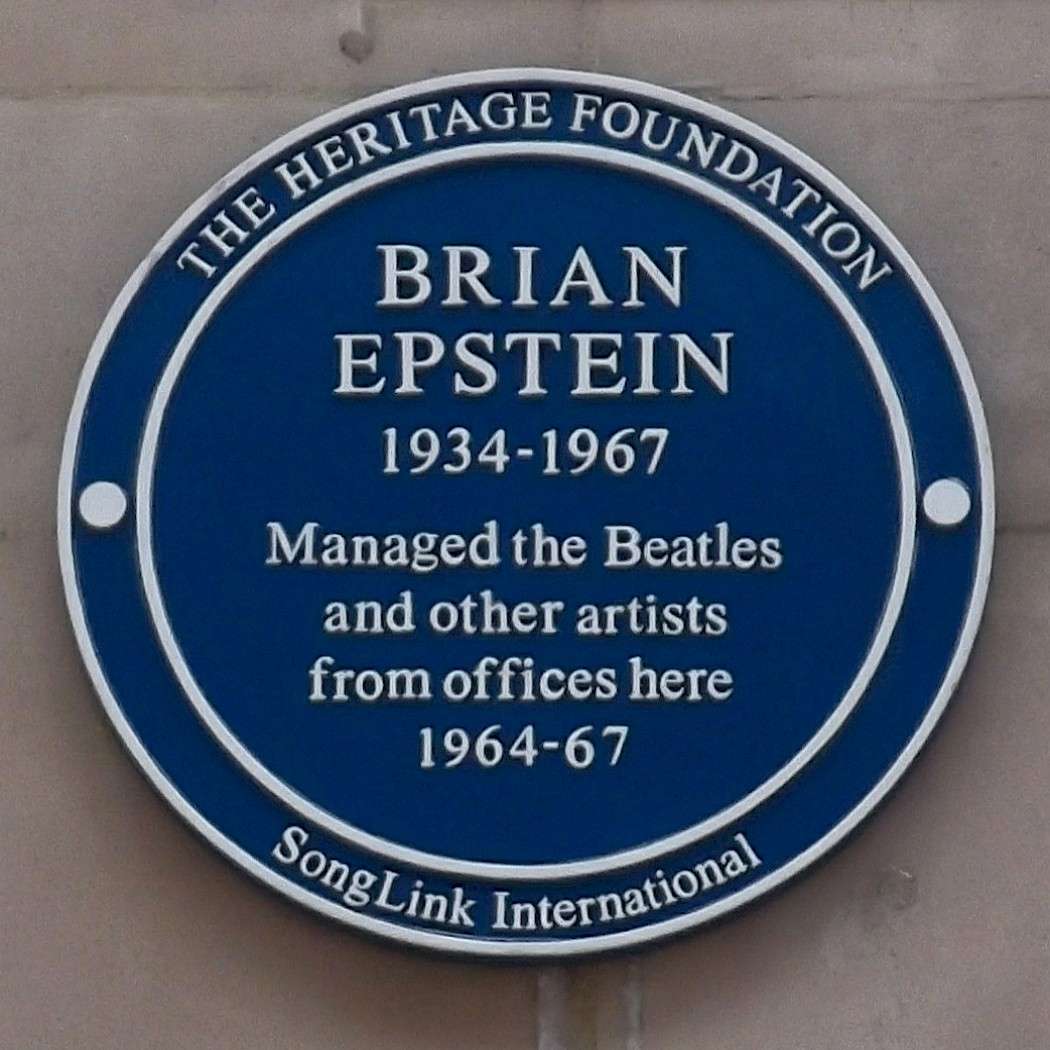 THE HERITAGE FOUNDATION
BRIAN
EPSTEIN
1934-1967
Managed the Beatles
and other artists
from offices here
1964-67
SongLink International